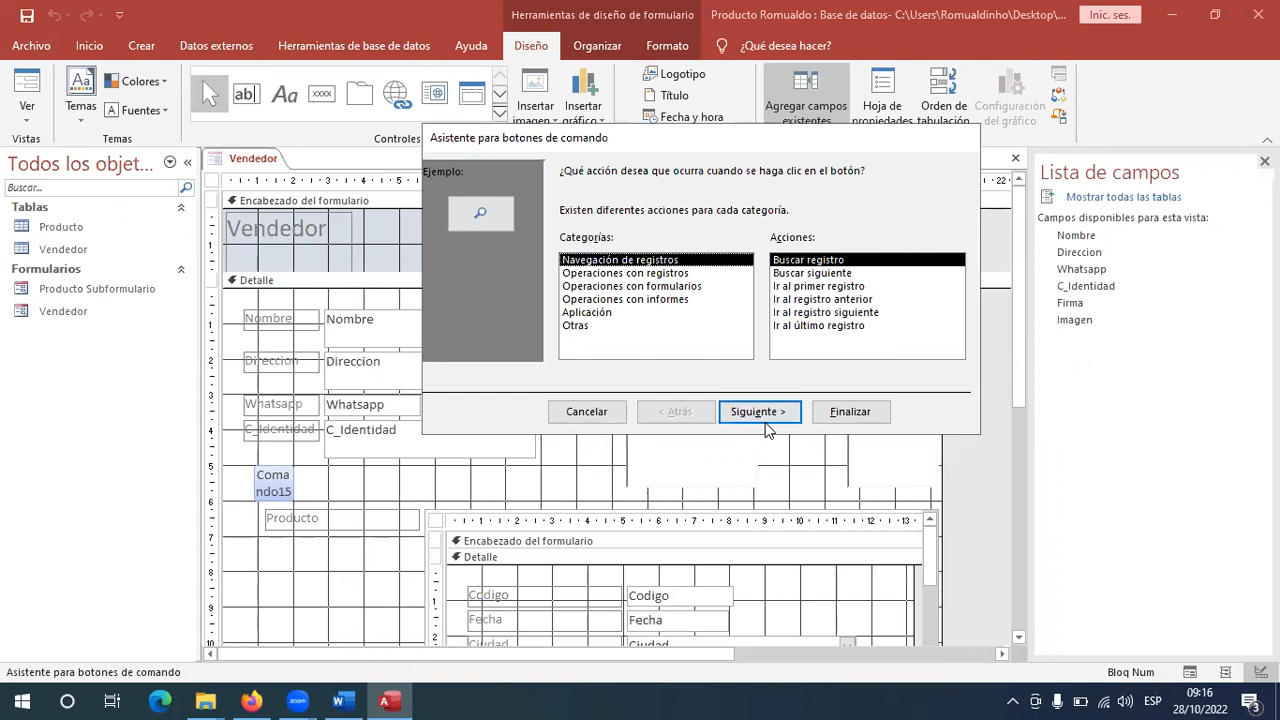 Herramientas de diseño de formulario
Producto Romualdo : Base de datos- C:\Users\Romualdinho\Desktop\...
Inic. ses.
Archivo
Inicio
Crear
Datos externos
Herramientas de base de datos
Ayuda
Diseño
Organizar
Formato
¿Qué desea hacer?
Ver
Temas
Colores
Fuentes
ab|
Aa
xxxx
Insertar
imagen
Insertar
gráfico
Logotipo
Título
Fecha y hora
Agregar campos
existentes
Hoja de
propiedades
Orden de
tabulación
Configuración
del gráfico
Vistas
Temas
Controles
Todos los objet...
Buscar...
Tablas
Producto
Vendedor
Formularios
Producto Subformulario
Vendedor
Vendedor
Encabezado del formulario
Vendedor
Detalle
Nombre
Nombre
Direccion
Direccion
Whatsapp
Whatsapp
C_Identidad
C_Identidad
Coma
ndo15
Producto
Encabezado del formulario
Detalle
Codigo
Codigo
Fecha
Fecha
Ciudad
Ciudad
Asistente para botones de comando
Ejemplo:
¿Qué acción desea que ocurra cuando se haga clic en el botón?
Existen diferentes acciones para cada categoría.
Categorías:
Acciones:
Navegación de registros
Operaciones con registros
Operaciones con formularios
Operaciones con informes
Aplicación
Otras
Buscar registro
Buscar siguiente
Ir al primer registro
Ir al registro anterior
Ir al registro siguiente
Ir al último registro
Cancelar
< Atrás
Siguiente >
Finalizar
Lista de campos
Mostrar todas las tablas
Campos disponibles para esta vista:
Nombre
Direccion
Whatsapp
C_Identidad
Firma
Imagen
Asistente para botones de comando
Bloq Num
zoom
ESP
09:16
28/10/2022
3